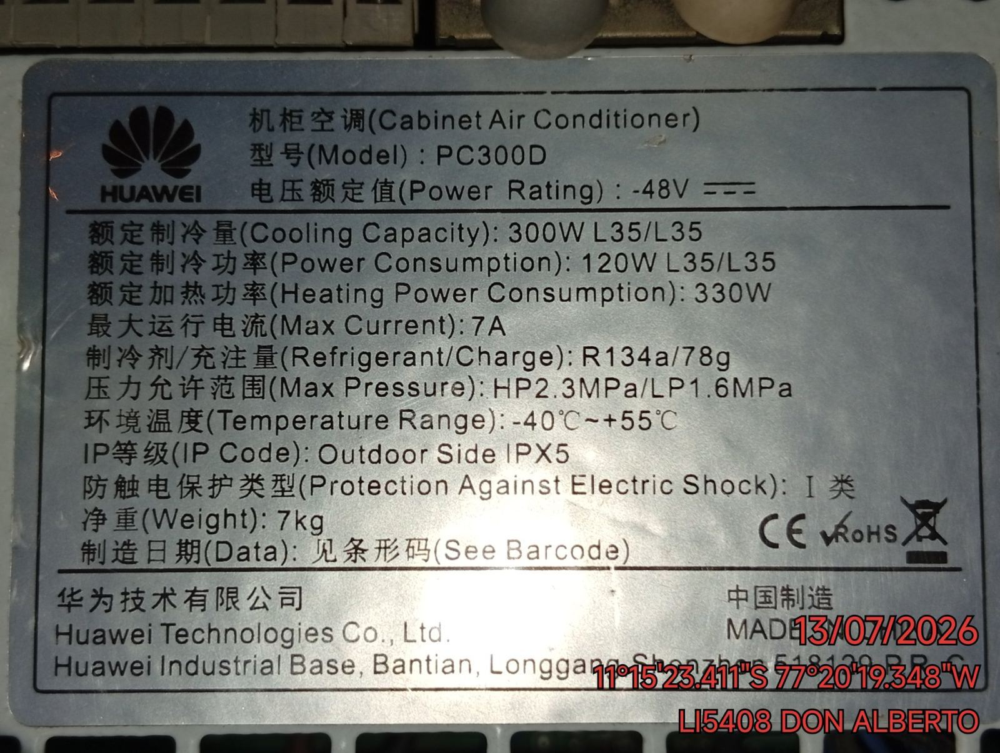 HUAWEI
机柜空调(Cabinet Air Conditioner)
型号(Model) : PC300D
电压额定值(Power Rating) : -48V
额定制冷量(Cooling Capacity): 300W L35/L35
额定制冷功率(Power Consumption): 120W L35/L35
额定加热功率(Heating Power Consumption): 330W
最大运行电流(Max Current): 7A
制冷剂/充注量(Refrigerant/Charge): R134a/78g
压力允许范围(Max Pressure): HP2.3MPa/LP1.6MPa
环境温度(Temperature Range): -40℃~+55℃
IP等级(IP Code): Outdoor Side IPX5
防触电保护类型(Protection Against Electric Shock): I 类
净重(Weight): 7kg
CE RoHS
制造日期(Data): 见条形码(See Barcode)
华为技术有限公司
中国制造
Huawei Technologies Co., Ltd.
MADE IN CHINA
Huawei Industrial Base, Bantian, Longgang Shenzhen 518129 P.R.C
13/07/2026
11°15'23.411"S 77°20'19.348"W
LI5408 DON ALBERTO